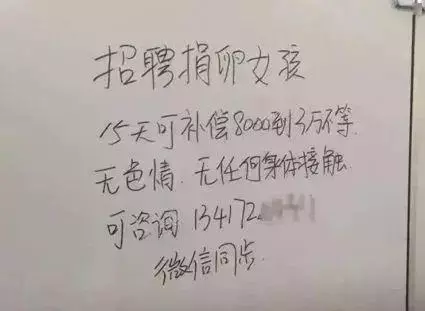 招聘捐卵女孩
15天可补偿8000到3万不等
无色情.无任何身体接触.
可咨询 134172
微信同步.